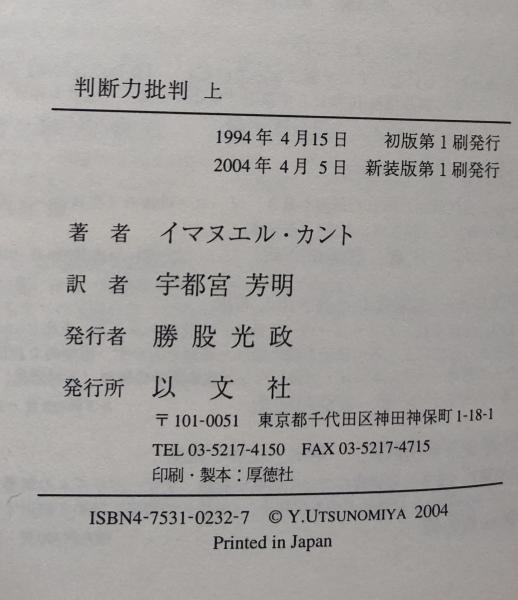 判断力批判 上
1994年 4月15日 初版第1刷発行
2004年 4月 5日 新装版第1刷発行
著 者 イマヌエル・カント
訳 者 宇都宮 芳明
発行者 勝 股 光 政
発行所 以 文 社
〒101-0051 東京都千代田区神田神保町1-18-1
TEL 03-5217-4150 FAX 03-5217-4715
印刷・製本:厚徳社
ISBN4-7531-0232-7 © Y.UTSUNOMIYA 2004
Printed in Japan